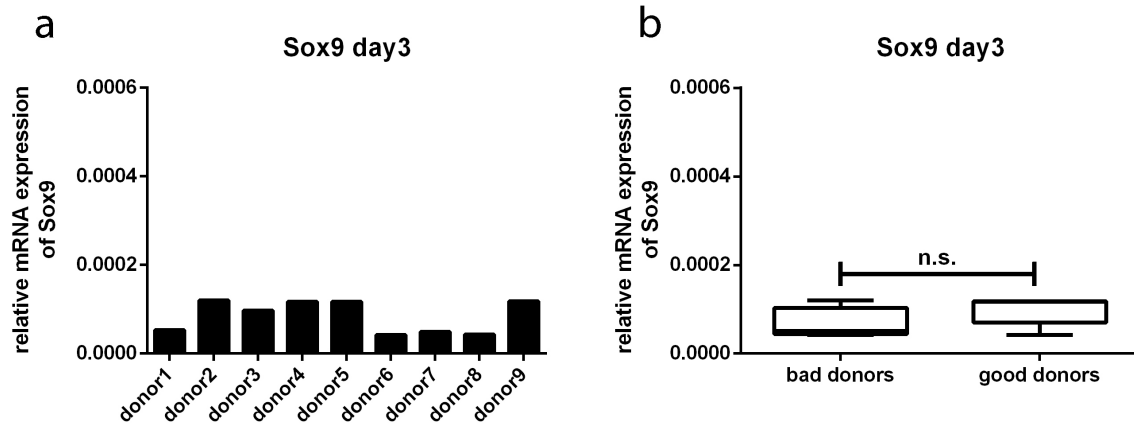 a
Sox9 day3
relative mRNA expression
of Sox9
0.0006
0.0004
0.0002
0.0000
donor1
donor2
donor3
donor4
donor5
donor6
donor7
donor8
donor9
b
Sox9 day3
relative mRNA expression
of Sox9
0.0006
0.0004
0.0002
0.0000
n.s.
bad donors
good donors